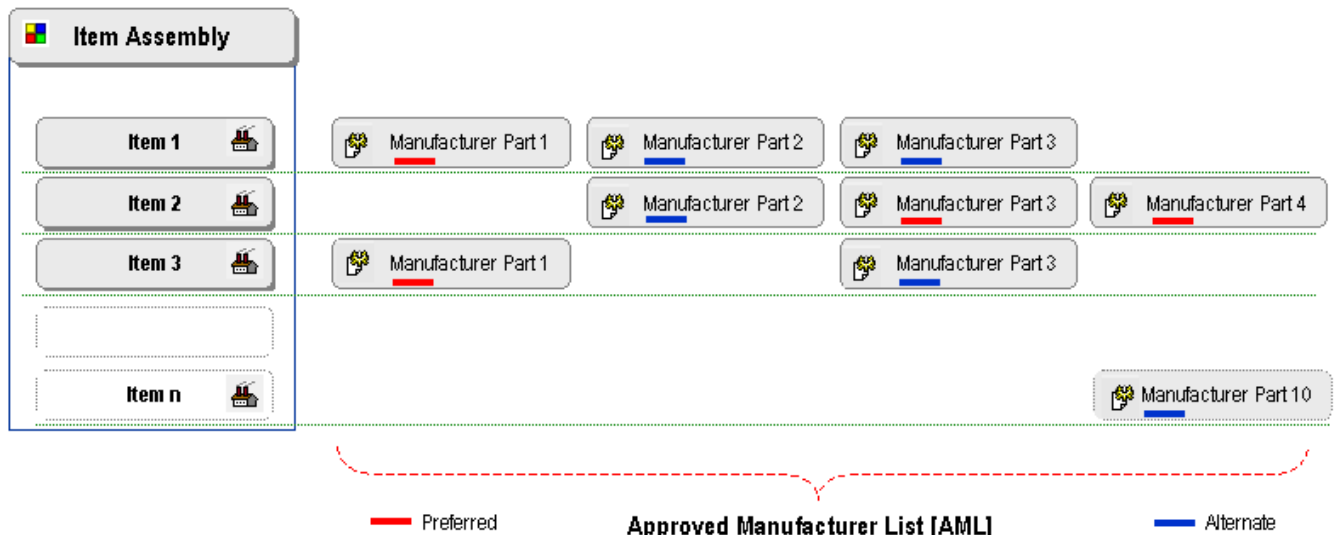 Item Assembly
Item 1 Manufacturer Part 1 Manufacturer Part 2 Manufacturer Part 3
Item 2 Manufacturer Part 2 Manufacturer Part 3 Manufacturer Part 4
Item 3 Manufacturer Part 1 Manufacturer Part 3
Item n Manufacturer Part 10
Preferred Approved Manufacturer List [AML] Alternate